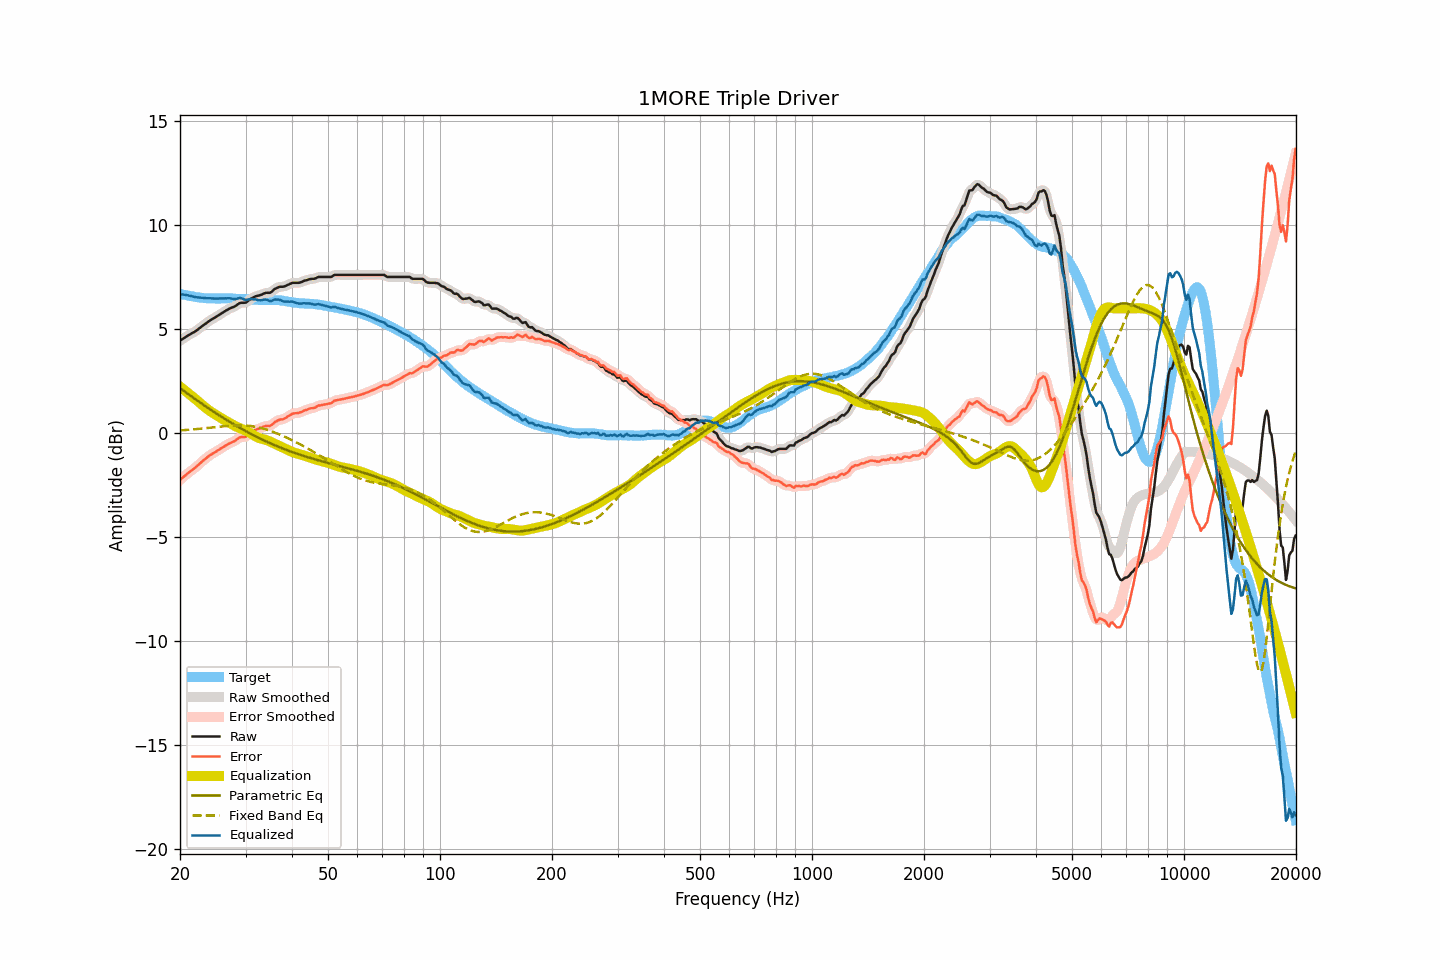 1MORE Triple Driver
15
10
5
0
−5
−10
−15
−20
Amplitude (dBr)
Target
Raw Smoothed
Error Smoothed
Raw
Error
Equalization
Parametric Eq
Fixed Band Eq
Equalized
20 50 100 200 500 1000 2000 5000 10000 20000
Frequency (Hz)